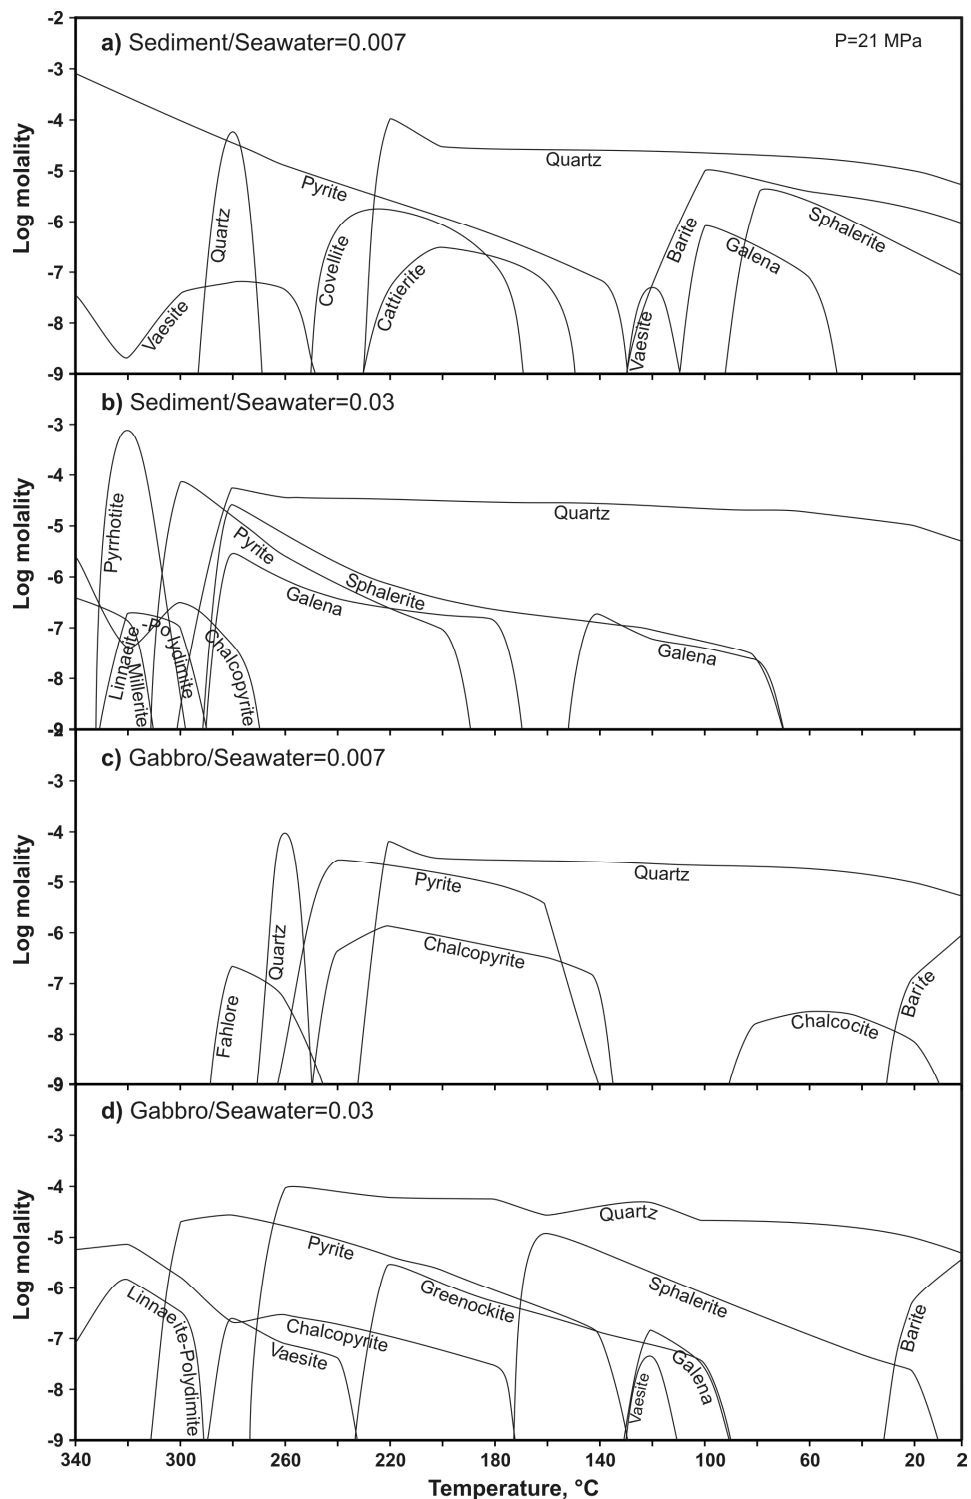 a) Sediment/Seawater=0.007
P=21 MPa
Log molality
-2
-3
-4
-5
-6
-7
-8
-9
Quartz
Pyrite
Quartz
Vaesite
Covellite
Cattierite
Vaesite
Barite
Galena
Sphalerite
b) Sediment/Seawater=0.03
Log molality
-3
-4
-5
-6
-7
-8
-9
Pyrrhotite
Quartz
Pyrite
Sphalerite
Galena
Linnaeite-Polydimite
Millerite
Chalcopyrite
Galena
c) Gabbro/Seawater=0.007
Log molality
-2
-3
-4
-5
-6
-7
-8
-9
Quartz
Pyrite
Quartz
Chalcopyrite
Fahlore
Chalcocite
Barite
d) Gabbro/Seawater=0.03
Log molality
-3
-4
-5
-6
-7
-8
-9
Quartz
Pyrite
Greenockite
Sphalerite
Linnaeite-Polydimite
Chalcopyrite
Vaesite
Vaesite
Galena
Barite
340 300 260 220 180 140 100 60 20 2
Temperature, °C